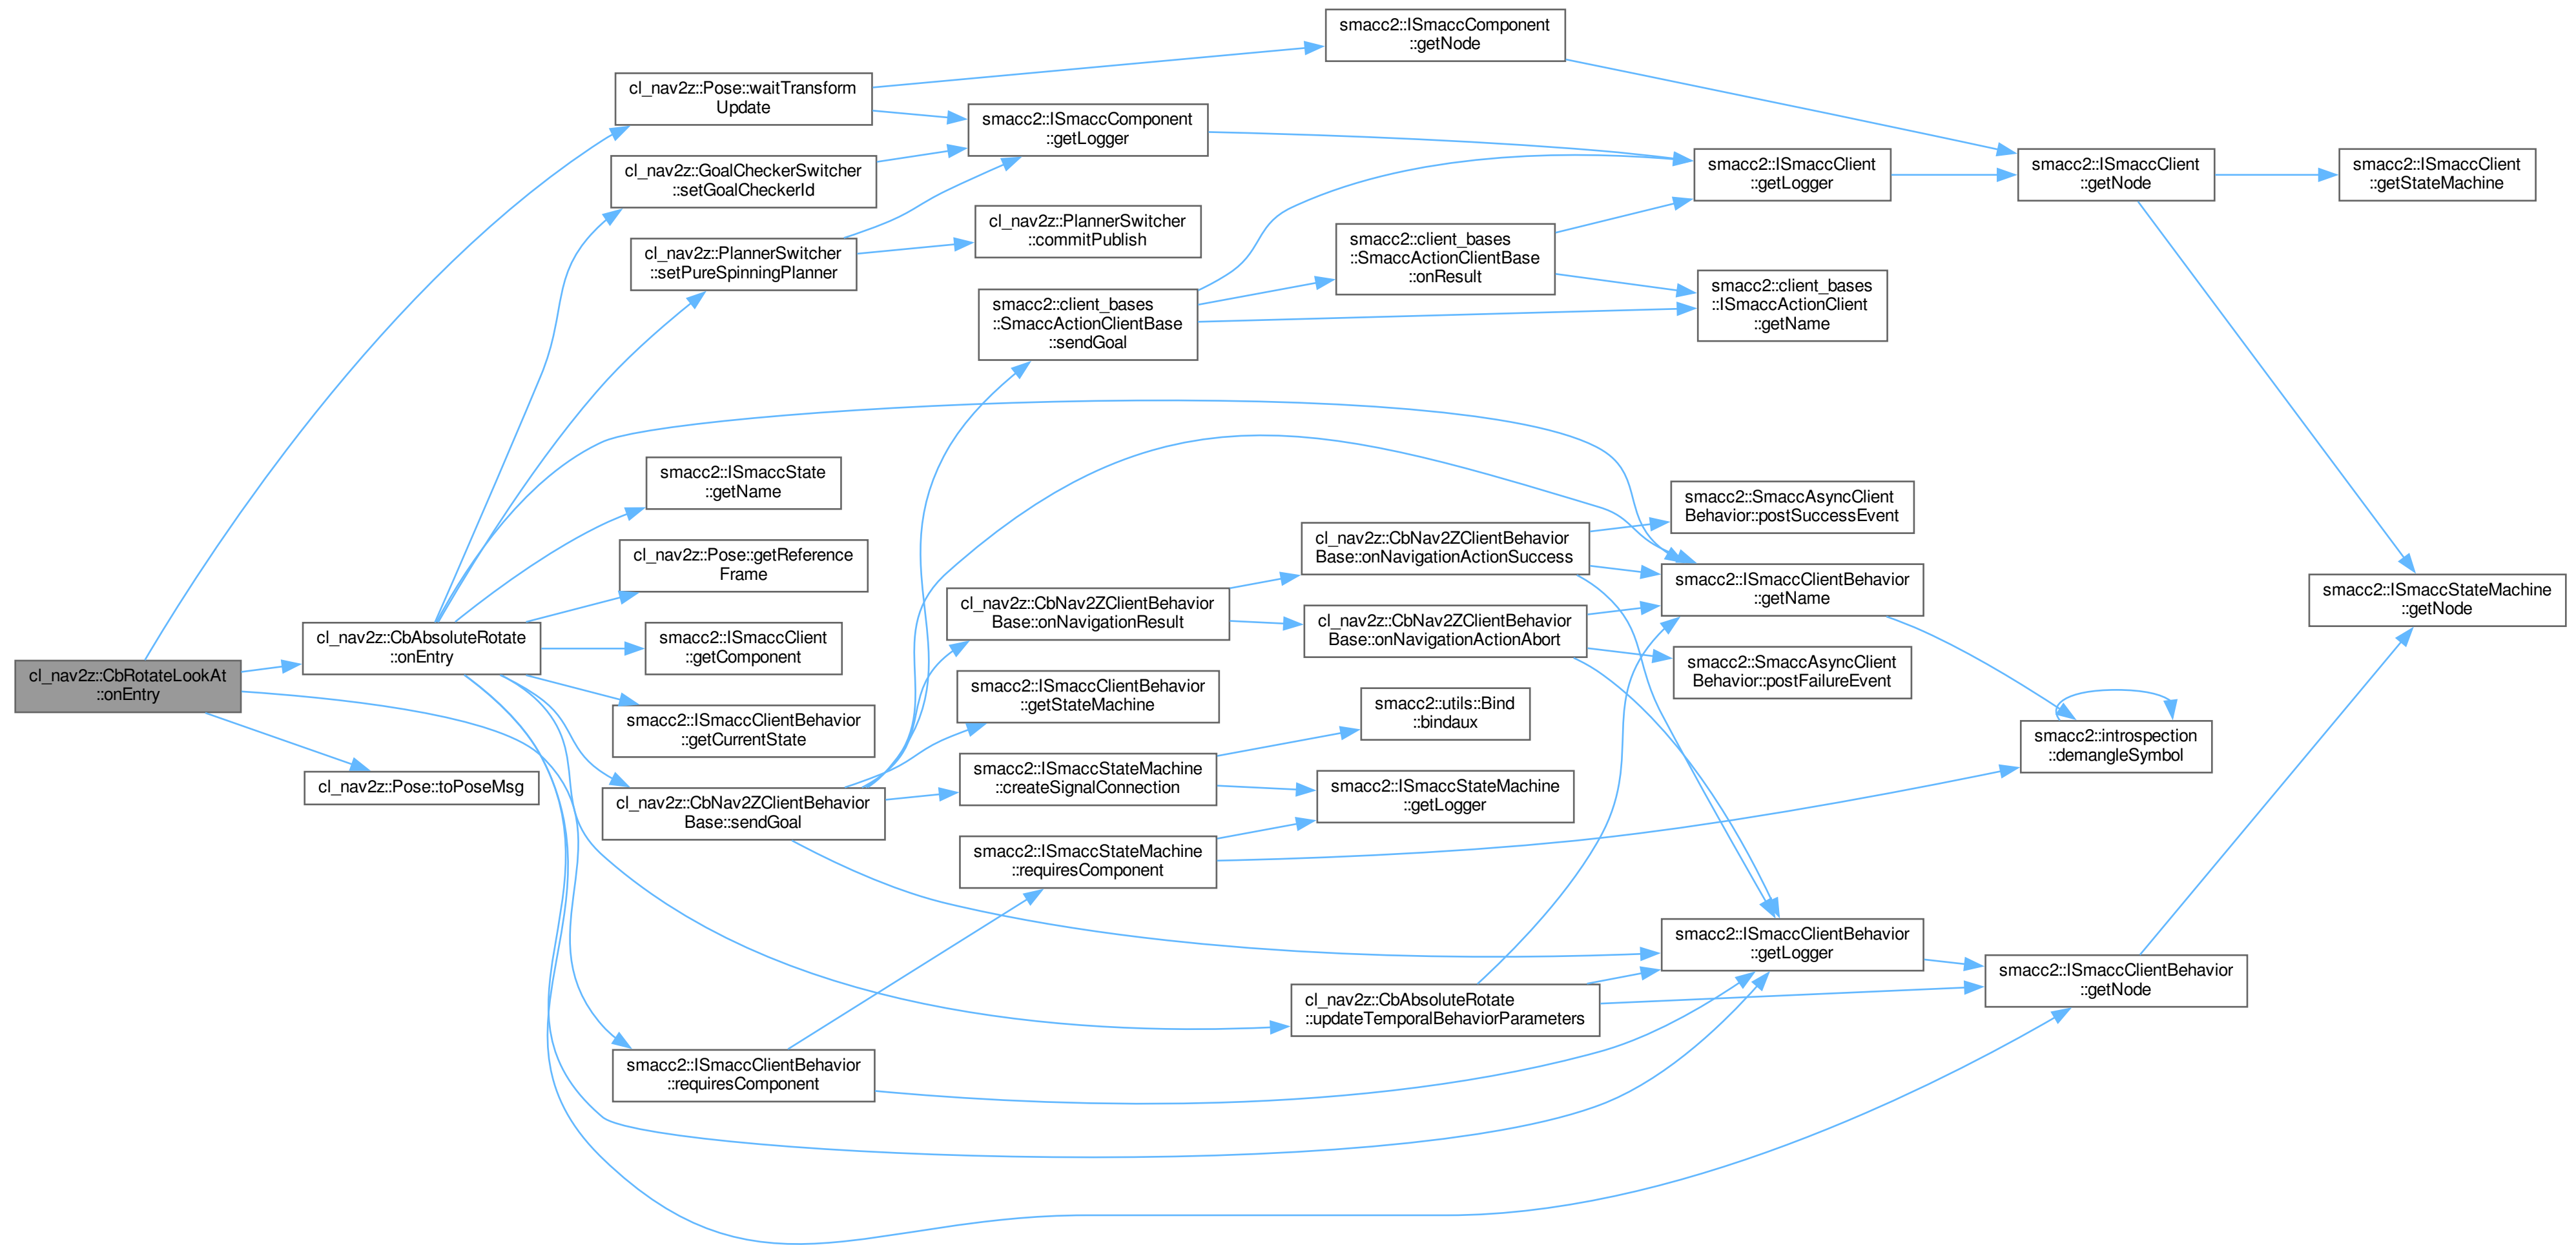 cl_nav2z::CbRotateLookAt
::onEntry
cl_nav2z::CbAbsoluteRotate
::onEntry
cl_nav2z::Pose::toPoseMsg
cl_nav2z::Pose::waitTransform
Update
cl_nav2z::GoalCheckerSwitcher
::setGoalCheckerId
cl_nav2z::PlannerSwitcher
::setPureSpinningPlanner
smacc2::ISmaccState
::getName
cl_nav2z::Pose::getReference
Frame
smacc2::ISmaccClient
::getComponent
smacc2::ISmaccClientBehavior
::getCurrentState
cl_nav2z::CbNav2ZClientBehavior
Base::sendGoal
smacc2::ISmaccClientBehavior
::requiresComponent
smacc2::ISmaccComponent
::getLogger
cl_nav2z::PlannerSwitcher
::commitPublish
smacc2::client_bases
::SmaccActionClientBase
::sendGoal
cl_nav2z::CbNav2ZClientBehavior
Base::onNavigationResult
smacc2::ISmaccClientBehavior
::getStateMachine
smacc2::ISmaccStateMachine
::createSignalConnection
smacc2::ISmaccStateMachine
::requiresComponent
smacc2::ISmaccComponent
::getNode
smacc2::client_bases
::SmaccActionClientBase
::onResult
cl_nav2z::CbNav2ZClientBehavior
Base::onNavigationActionSuccess
cl_nav2z::CbNav2ZClientBehavior
Base::onNavigationActionAbort
smacc2::utils::Bind
::bindaux
smacc2::ISmaccStateMachine
::getLogger
cl_nav2z::CbAbsoluteRotate
::updateTemporalBehaviorParameters
smacc2::ISmaccClient
::getLogger
smacc2::client_bases
::ISmaccActionClient
::getName
smacc2::SmaccAsyncClient
Behavior::postSuccessEvent
smacc2::ISmaccClientBehavior
::getName
smacc2::SmaccAsyncClient
Behavior::postFailureEvent
smacc2::ISmaccClientBehavior
::getLogger
smacc2::ISmaccClient
::getNode
smacc2::introspection
::demangleSymbol
smacc2::ISmaccClientBehavior
::getNode
smacc2::ISmaccClient
::getStateMachine
smacc2::ISmaccStateMachine
::getNode